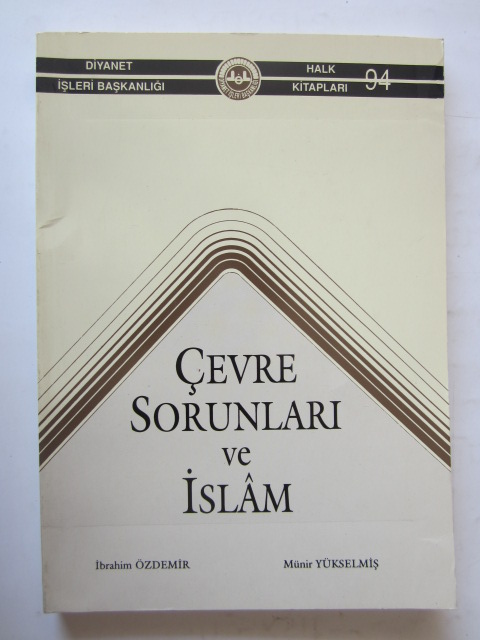 DİYANET
İŞLERİ BAŞKANLIĞI
HALK
KİTAPLARI 94
ÇEVRE
SORUNLARI
ve
İSLÂM
İbrahim ÖZDEMİR
Münir YÜKSELMİŞ